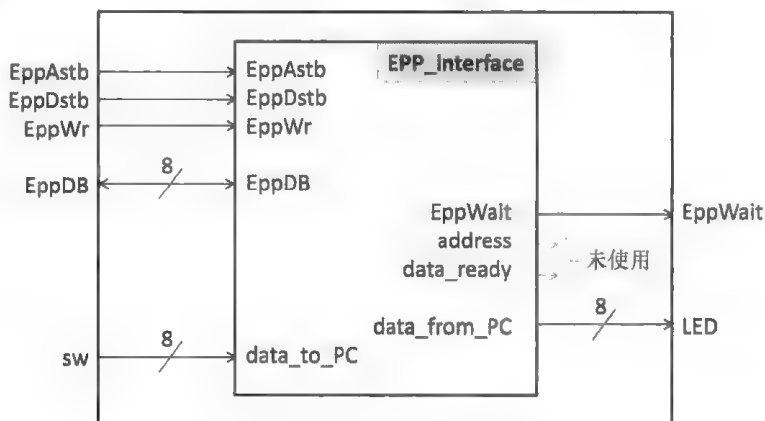 EppAstb
EppDstb
EppWr
8
EppDB
8
sw
EPP_interface
EppAstb
EppDstb
EppWr
EppDB
EppWait
address
data_ready
data_from_PC
data_to_PC
EppWait
未使用
8
LED